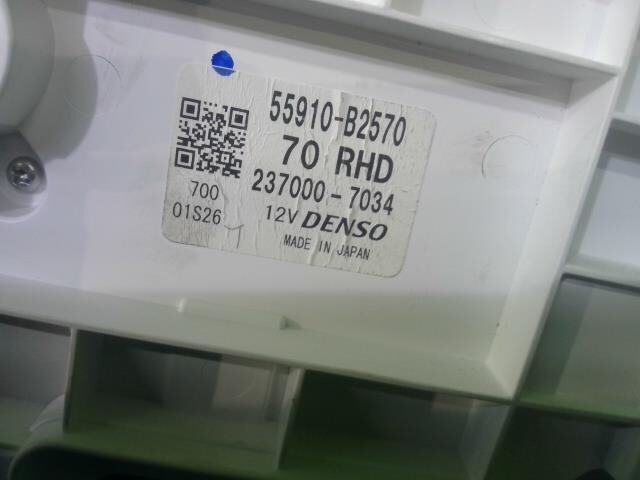 55910-B2570
70 RHD
237000-7034
700
01S26
12V DENSO
MADE IN JAPAN